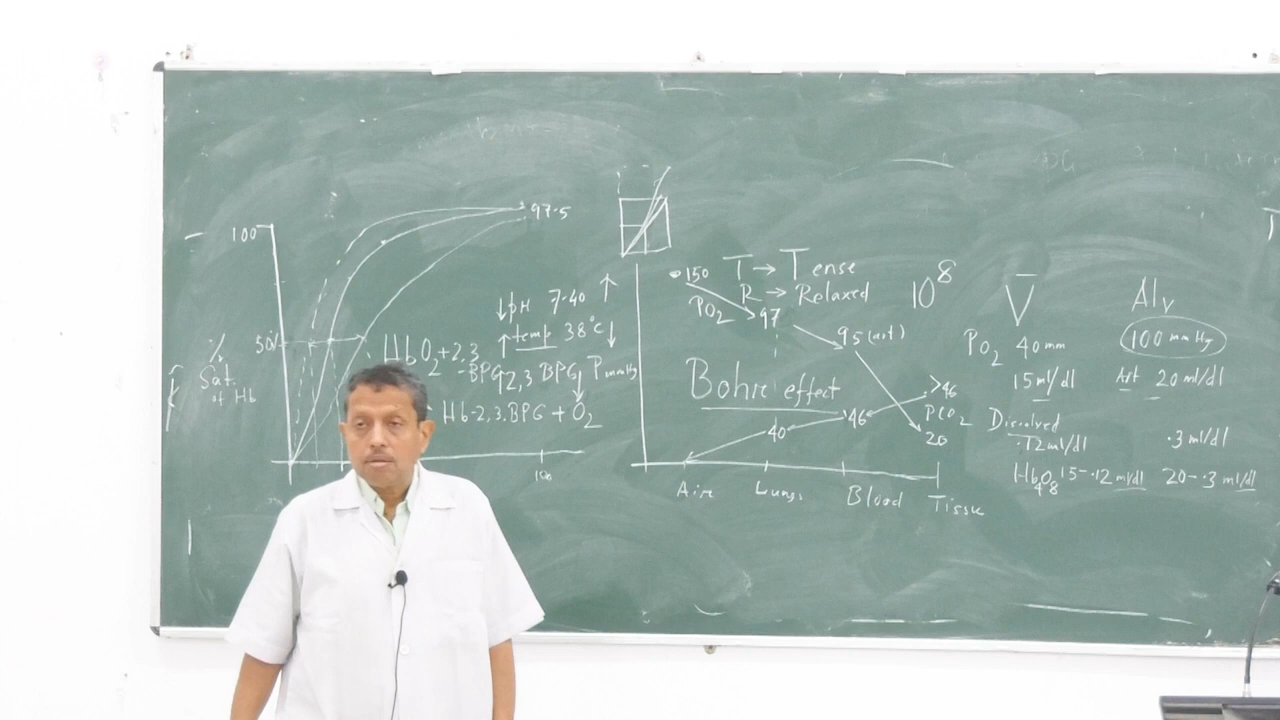 100
97.5
50%
%
Sat.
of Hb
100
↓pH 7.40 ↑
↑temp 38°C ↓
HbO2+2,3
-BPG
↑2,3 BPG↓ PmmHg
Hb-2,3.BPG + O2
150
T → Tense
R → Relaxed
PO2
97
95 (art)
Bohr effect
>46
PCO2
46
40
20
Air
Lungs
Blood
Tissue
10⁸
V̅
Alv
PO2 40mm
100 mm Hg
15 ml/dl
Art 20 ml/dl
Dissolved
.12 ml/dl
.3 ml/dl
Hb4O8 15-.12 ml/dl
20-.3 ml/dl